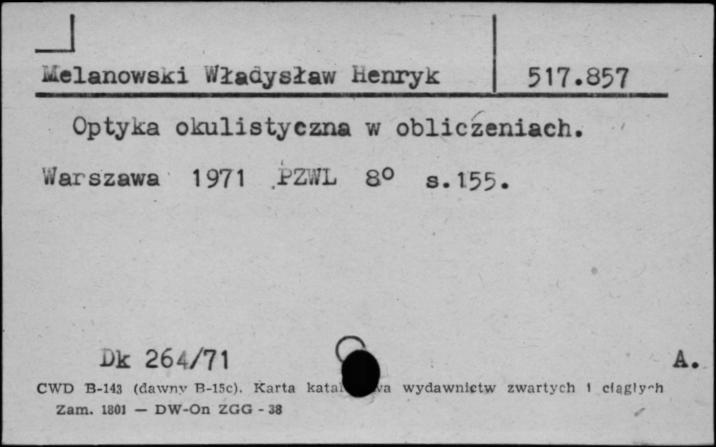 Melanowski Władysław Henryk 517.857
Optyka okulistyczna w obliczeniach.
Warszawa 1971 PZWL 8° s.155.
Dk 264/71 A.
CWD B-143 (dawny B-15c). Karta wydawnictw zwartych i ciągłych
Zam. 1801 — DW-On ZGG - 38